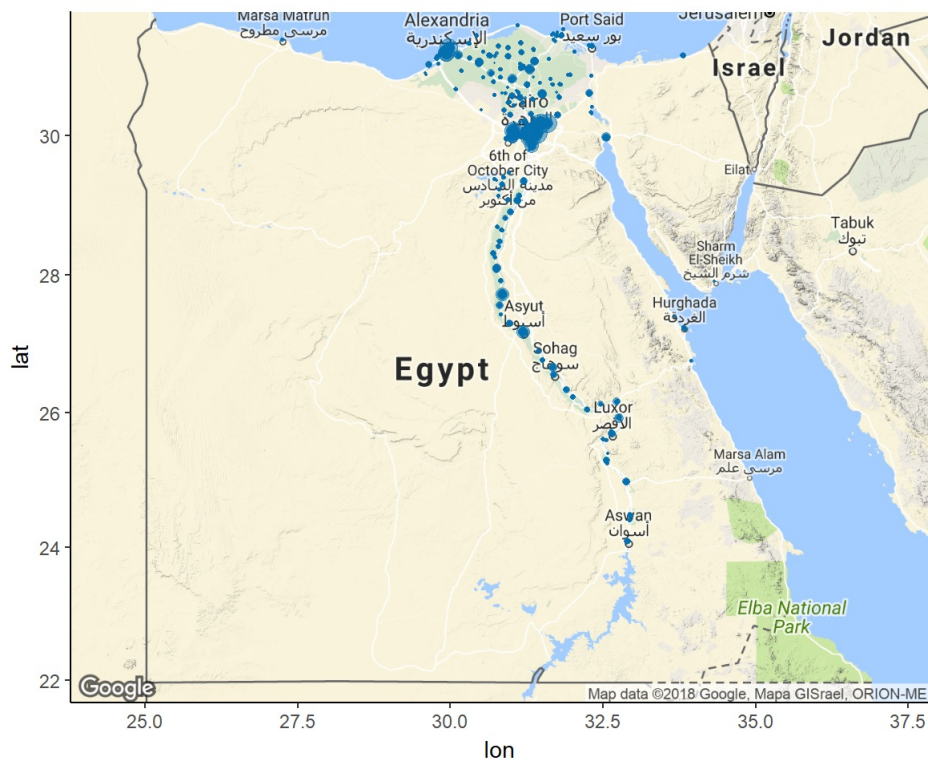 Marsa Matruh
مرسى مطروح
Alexandria
الإسكندرية
Port Said
بور سعيد
Jerusalem
Jordan
Israel
Cairo
القاهرة
6th of
October City
مدينة السادس
من أكتوبر
Eilat
Tabuk
تبوك
Sharm
El-Sheikh
شرم الشيخ
Hurghada
الغردقة
Asyut
أسيوط
Sohag
سوهاج
Egypt
Luxor
الأقصر
Marsa Alam
مرسى علم
Aswan
أسوان
Elba National
Park
Google
Map data ©2018 Google, Mapa GISrael, ORION-ME
lat
30
28
26
24
22
25.0
27.5
30.0
32.5
35.0
37.5
lon